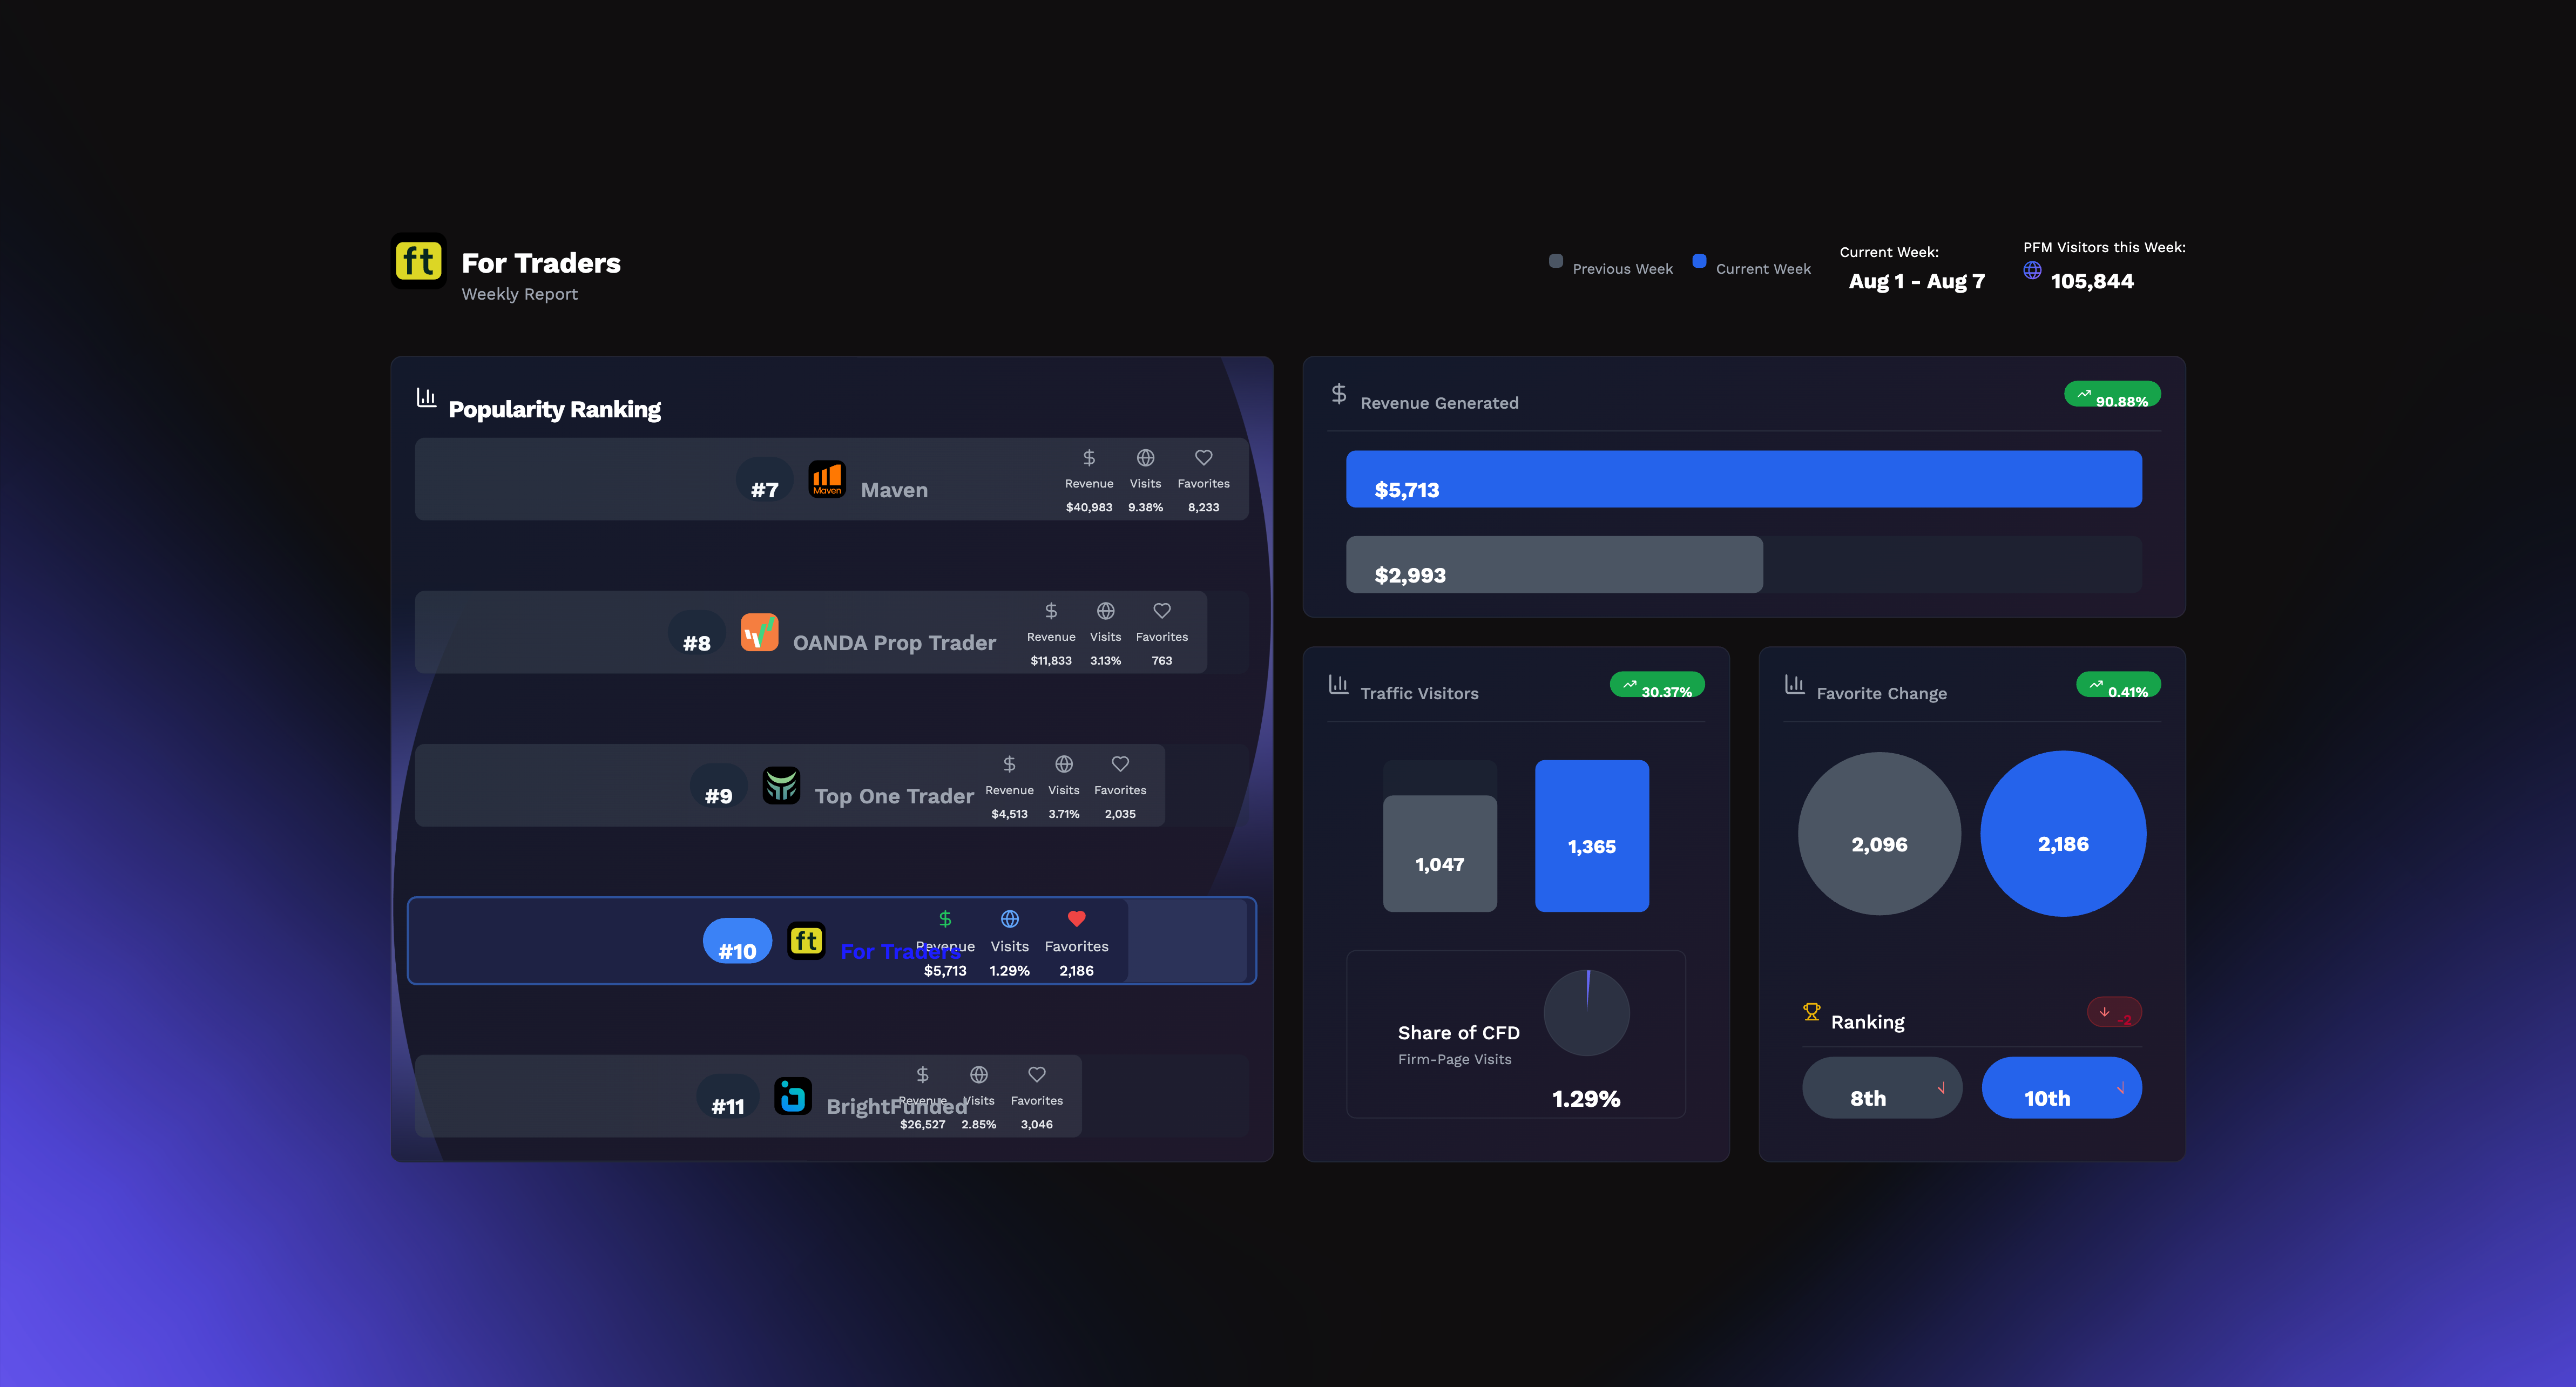 ft
For Traders
Weekly Report
Previous Week
Current Week
Current Week:
Aug 1 - Aug 7
PFM Visitors this Week:
105,844
Popularity Ranking
#7
Maven
Maven
Revenue Visits Favorites
$40,983 9.38% 8,233
#8
OANDA Prop Trader
Revenue Visits Favorites
$11,833 3.13% 763
#9
Top One Trader
Revenue Visits Favorites
$4,513 3.71% 2,035
#10
ft
For Traders
Revenue Visits Favorites
$5,713 1.29% 2,186
#11
BrightFunded
Revenue Visits Favorites
$26,527 2.85% 3,046
Revenue Generated
90.88%
$5,713
$2,993
Traffic Visitors
30.37%
1,047
1,365
Share of CFD
Firm-Page Visits
1.29%
Favorite Change
0.41%
2,096
2,186
Ranking
-2
8th
10th